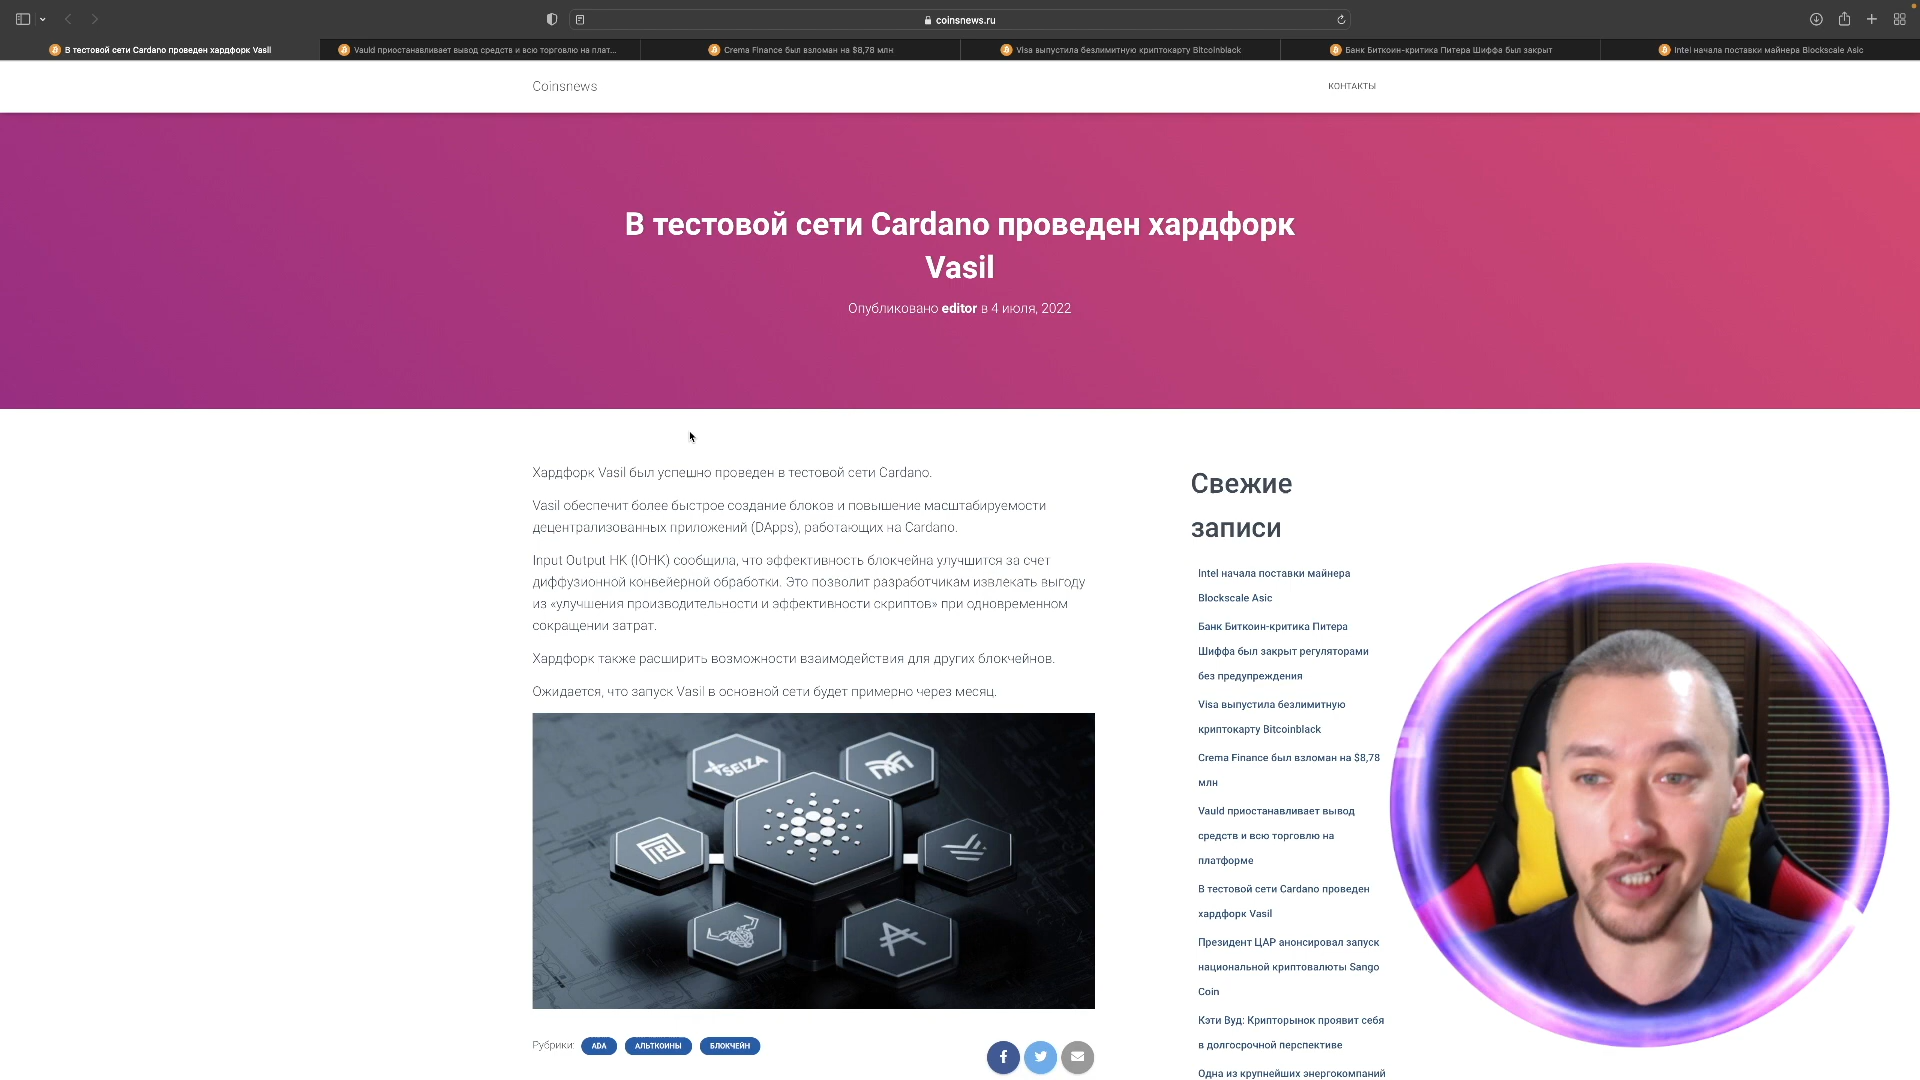 coinsnews.ru
В тестовой сети Cardano проведен хардфорк Vasil
Vauld приостанавливает вывод средств и всю торговлю на плат...
Crema Finance был взломан на $8,78 млн
Visa выпустила безлимитную криптокарту Bitcoinblack
Банк Биткоин-критика Питера Шиффа был закрыт
Intel начала поставки майнера Blockscale Asic
Coinsnews
КОНТАКТЫ
В тестовой сети Cardano проведен хардфорк
Vasil
Опубликовано editor в 4 июля, 2022
Хардфорк Vasil был успешно проведен в тестовой сети Cardano.
Vasil обеспечит более быстрое создание блоков и повышение масштабируемости
децентрализованных приложений (DApps), работающих на Cardano.
Input Output HK (IOHK) сообщила, что эффективность блокчейна улучшится за счет
диффузионной конвейерной обработки. Это позволит разработчикам извлекать выгоду
из «улучшения производительности и эффективности скриптов» при одновременном
сокращении затрат.
Хардфорк также расширить возможности взаимодействия для других блокчейнов.
Ожидается, что запуск Vasil в основной сети будет примерно через месяц.
SEIZA
Рубрики:
ADA
АЛЬТКОИНЫ
БЛОКЧЕЙН
Свежие
записи
Intel начала поставки майнера
Blockscale Asic
Банк Биткоин-критика Питера
Шиффа был закрыт регуляторами
без предупреждения
Visa выпустила безлимитную
криптокарту Bitcoinblack
Crema Finance был взломан на $8,78
млн
Vauld приостанавливает вывод
средств и всю торговлю на
платформе
В тестовой сети Cardano проведен
хардфорк Vasil
Президент ЦАР анонсировал запуск
национальной криптовалюты Sango
Coin
Кэти Вуд: Крипторынок проявит себя
в долгосрочной перспективе
Одна из крупнейших энергокомпаний